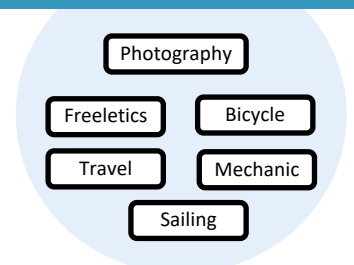 Photography
Freeletics
Bicycle
Travel
Mechanic
Sailing